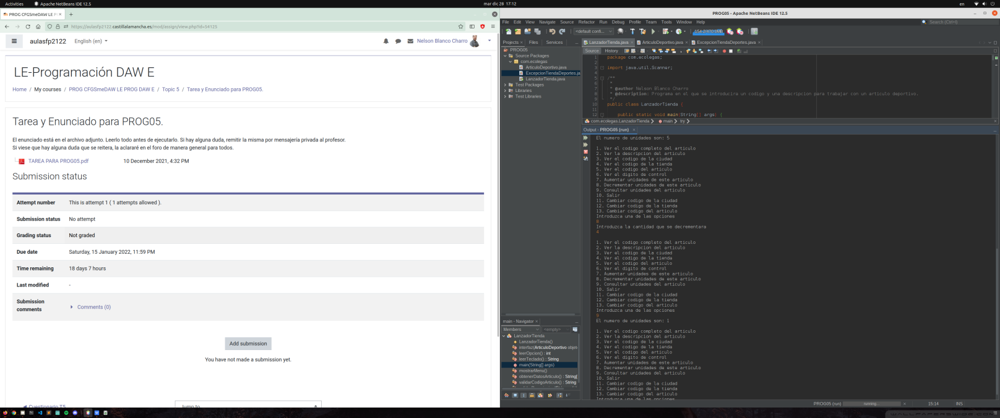 Activities
Apache NetBeans IDE 12.5
mar dic 28 17:12
en
PROG CFGSmeDAW LE P
https://aulasfp2122.castillalamancha.es/mod/assign/view.php?id=54125
aulasfp2122
English (en)
Nelson Blanco Charro
LE-Programación DAW E
Home / My courses / PROG CFGSmeDAW LE PROG DAW E / Topic 5 / Tarea y Enunciado para PROG05.
Tarea y Enunciado para PROG05.
El enunciado está en el archivo adjunto. Leerlo todo antes de ejecutarlo. Si hay alguna duda, remitir la misma por mensajería privada al profesor.
Si viese que hay alguna duda que se reitera, la aclararé en el foro de manera general para todos.
TAREA PARA PROG05.pdf
10 December 2021, 4:32 PM
Submission status
Attempt number
This is attempt 1 ( 1 attempts allowed ).
Submission status
No attempt
Grading status
Not graded
Due date
Saturday, 15 January 2022, 11:59 PM
Time remaining
18 days 7 hours
Last modified
-
Submission comments
Comments (0)
Add submission
You have not made a submission yet.
Cuestionario T5
Jump to...
PROG05 - Apache NetBeans IDE 12.5
File Edit View Navigate Source Refactor Run Debug Profile Team Tools Window Help
Search (Ctrl+I)
<default confi...
154.2/470.0MB
Projects
Files
Services
PROG05
Source Packages
com.ecolegas
ArticuloDeportivo.java
ExcepcionTiendaDeportes.ja
LanzadorTienda.java
Test Packages
Libraries
Test Libraries
LanzadorTienda.java
ArticuloDeportivo.java
ExcepcionTiendaDeportes.java
Source
History
1 package com.ecolegas;
2
3 import java.util.Scanner;
4
5 /**
6 *
7 * @author Nelson Blanco Charro
8 * @description: Programa en el que se introducira un codigo y una descripcion para trabajar con un articulo deportivo.
9 */
10 public class LanzadorTienda {
11
12 public static void main(String[] args) {
com.ecolegas.LanzadorTienda
main
try
Output - PROG05 (run)
El numero de unidades son: 5
1. Ver el codigo completo del articulo
2. Ver la descripcion del articulo
3. Ver el codigo de la ciudad
4. Ver el codigo de la tienda
5. Ver el codigo del articulo
6. Ver el digito de control
7. Aumentar unidades de este articulo
8. Decrementar unidades de este articulo
9. Consultar unidades del articulo
10. Salir
11. Cambiar codigo de la ciudad
12. Cambiar codigo de la tienda
13. Cambiar codigo del articulo
Introduzca una de las opciones
8
Introduzca la cantidad que se decrementara
4
1. Ver el codigo completo del articulo
2. Ver la descripcion del articulo
3. Ver el codigo de la ciudad
4. Ver el codigo de la tienda
5. Ver el codigo del articulo
6. Ver el digito de control
7. Aumentar unidades de este articulo
8. Decrementar unidades de este articulo
9. Consultar unidades del articulo
10. Salir
11. Cambiar codigo de la ciudad
12. Cambiar codigo de la tienda
13. Cambiar codigo del articulo
Introduzca una de las opciones
9
El numero de unidades son: 1
1. Ver el codigo completo del articulo
2. Ver la descripcion del articulo
3. Ver el codigo de la ciudad
4. Ver el codigo de la tienda
5. Ver el codigo del articulo
6. Ver el digito de control
7. Aumentar unidades de este articulo
8. Decrementar unidades de este articulo
9. Consultar unidades del articulo
10. Salir
11. Cambiar codigo de la ciudad
12. Cambiar codigo de la tienda
13. Cambiar codigo del articulo
Introduzca una de las opciones
main - Navigator
Members
<empty>
LanzadorTienda
LanzadorTienda()
interfaz(ArticuloDeportivo objet
leerOpcion() : int
leerTeclado() : String
main(String[] args)
mostrarMenu()
obtenerDatosArticulo() : String[
validarCodigoArticulo() : String
PROG05 (run)
running...
15:14
INS